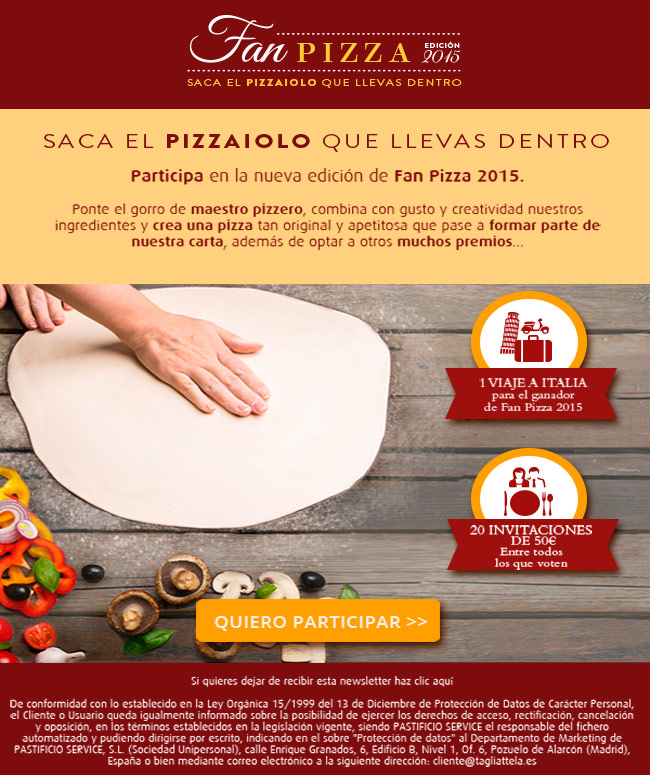 Fan PIZZA EDICIÓN 2015
SACA EL PIZZAIOLO QUE LLEVAS DENTRO
SACA EL PIZZAIOLO QUE LLEVAS DENTRO
Participa en la nueva edición de Fan Pizza 2015.
Ponte el gorro de maestro pizzero, combina con gusto y creatividad nuestros
ingredientes y crea una pizza tan original y apetitosa que pase a formar parte de
nuestra carta, además de optar a otros muchos premios...
1 VIAJE A ITALIA
para el ganador
de Fan Pizza 2015
20 INVITACIONES
DE 50€
Entre todos
los que voten
QUIERO PARTICIPAR >>
Si quieres dejar de recibir esta newsletter haz clic aquí
De conformidad con lo establecido en la Ley Orgánica 15/1999 del 13 de Diciembre de Protección de Datos de Carácter Personal,
el Cliente o Usuario queda igualmente informado sobre la posibilidad de ejercer los derechos de acceso, rectificación, cancelación
y oposición, en los términos establecidos en la legislación vigente, siendo PASTIFICIO SERVICE el responsable del fichero
automatizado y pudiendo dirigirse por escrito, indicando en el sobre "Protección de datos" al Departamento de Marketing de
PASTIFICIO SERVICE, S.L. (Sociedad Unipersonal), calle Enrique Granados, 6, Edificio B, Nivel 1, Of. 6, Pozuelo de Alarcón (Madrid),
España o bien mediante correo electrónico a la siguiente dirección: cliente@tagliattela.es